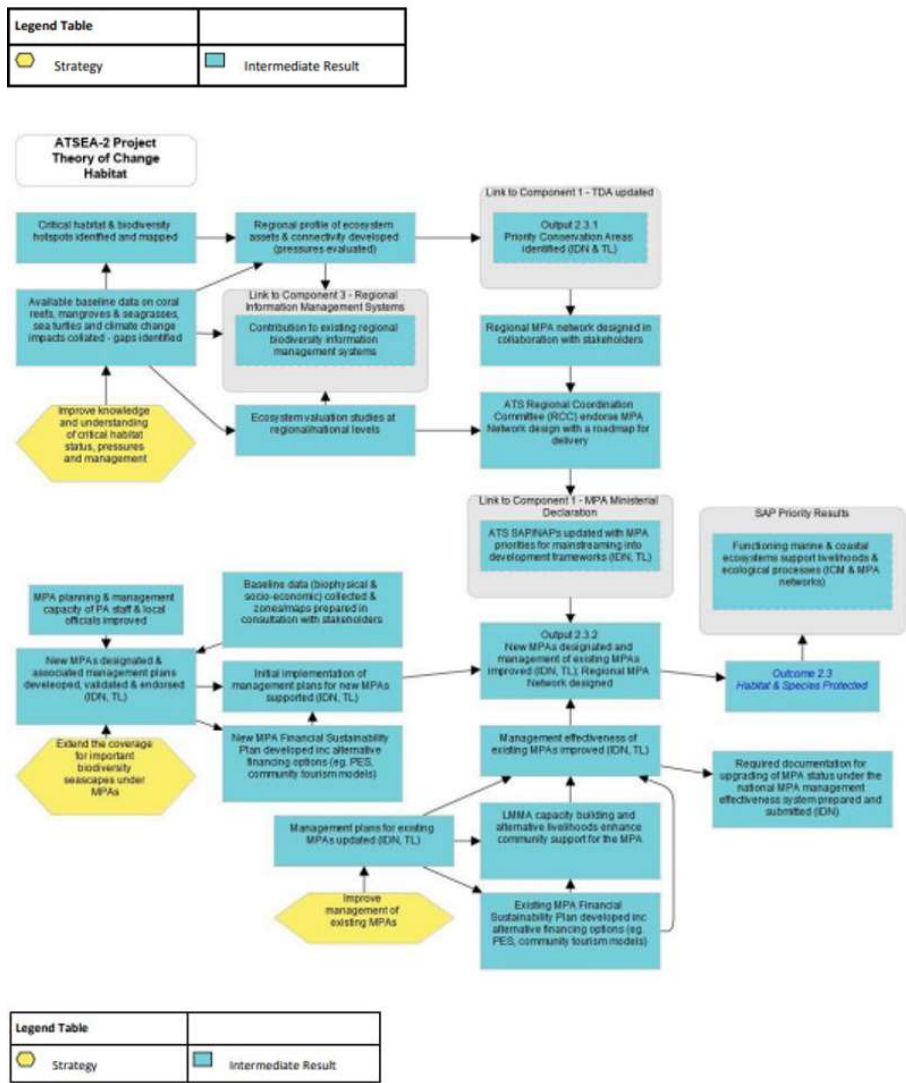 Legend Table
Strategy
Intermediate Result
ATSEA-2 Project
Theory of Change
Habitat
Critical habitat & biodiversity
hotspots identified and mapped
Regional profile of ecosystem
assets & connectivity developed
(pressures evaluated)
Link to Component 1 - TDA updated
Output 2.3.1
Priority Conservation Areas
identified (IDN & TL)
Available baseline data on coral
reefs, mangroves & seagrasses,
sea turtles and climate change
impacts collated - gaps identified
Link to Component 3 - Regional
Information Management Systems
Contribution to existing regional
biodiversity information
management systems
Regional MPA network designed in
collaboration with stakeholders
Improve knowledge
and understanding
of critical habitat
status, pressures
and management
Ecosystem valuation studies at
regional/national levels
ATS Regional Coordination
Committee (RCC) endorse MPA
Network design with a roadmap for
delivery
Link to Component 1 - MPA Ministerial
Declaration
ATS SAP/NAPs updated with MPA
priorities for mainstreaming into
development frameworks (IDN, TL)
SAP Priority Results
Functioning marine & coastal
ecosystems support livelihoods &
ecological processes (ICM & MPA
networks)
MPA planning & management
capacity of PA staff & local
officials improved
Baseline data (biophysical &
socio-economic) collected &
zones/maps prepared in
consultation with stakeholders
New MPAs designated &
associated management plans
develoeped, validated & endorsed
(IDN, TL)
Initial implementation of
management plans for new MPAs
supported (IDN, TL)
Output 2.3.2
New MPAs designated and
management of existing MPAs
improved (IDN, TL); Regional MPA
Network designed
Outcome 2.3
Habitat & Species Protected
Extend the coverage
for important
biodiversity
seascapes under
MPAs
New MPA Financial Sustainability
Plan developed inc alternative
financing options (eg. PES,
community tourism models)
Management effectiveness of
existing MPAs improved (IDN, TL)
Required documentation for
upgrading of MPA status under the
national MPA management
effectiveness system prepared and
submitted (IDN)
Management plans for existing
MPAs updated (IDN, TL)
LMMA capacity building and
alternative livelihoods enhance
community support for the MPA
Improve
management of
existing MPAs
Existing MPA Financial
Sustainability Plan developed inc
alternative financing options (eg.
PES, community tourism models)
Legend Table
Strategy
Intermediate Result